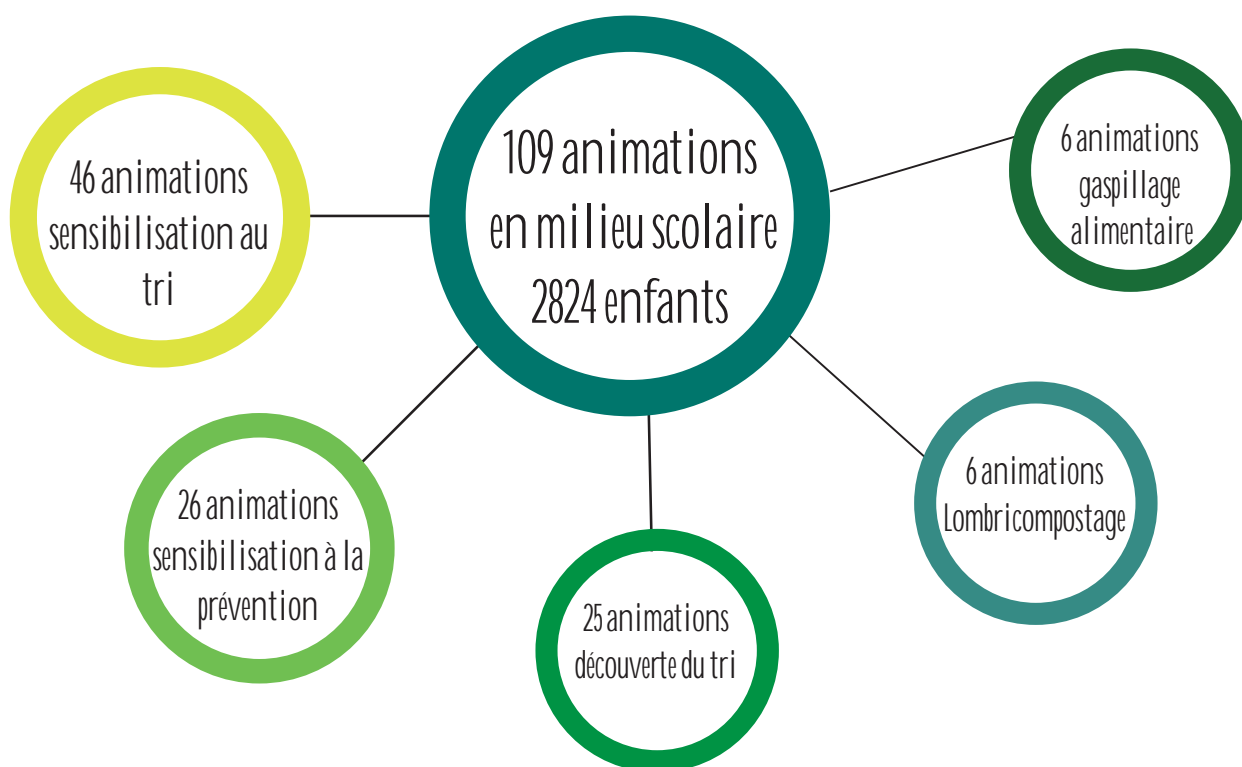 109 animations
en milieu scolaire
2824 enfants
46 animations
sensibilisation au
tri
26 animations
sensibilisation à la
prévention
25 animations
découverte du tri
6 animations
Lombricompostage
6 animations
gaspillage
alimentaire